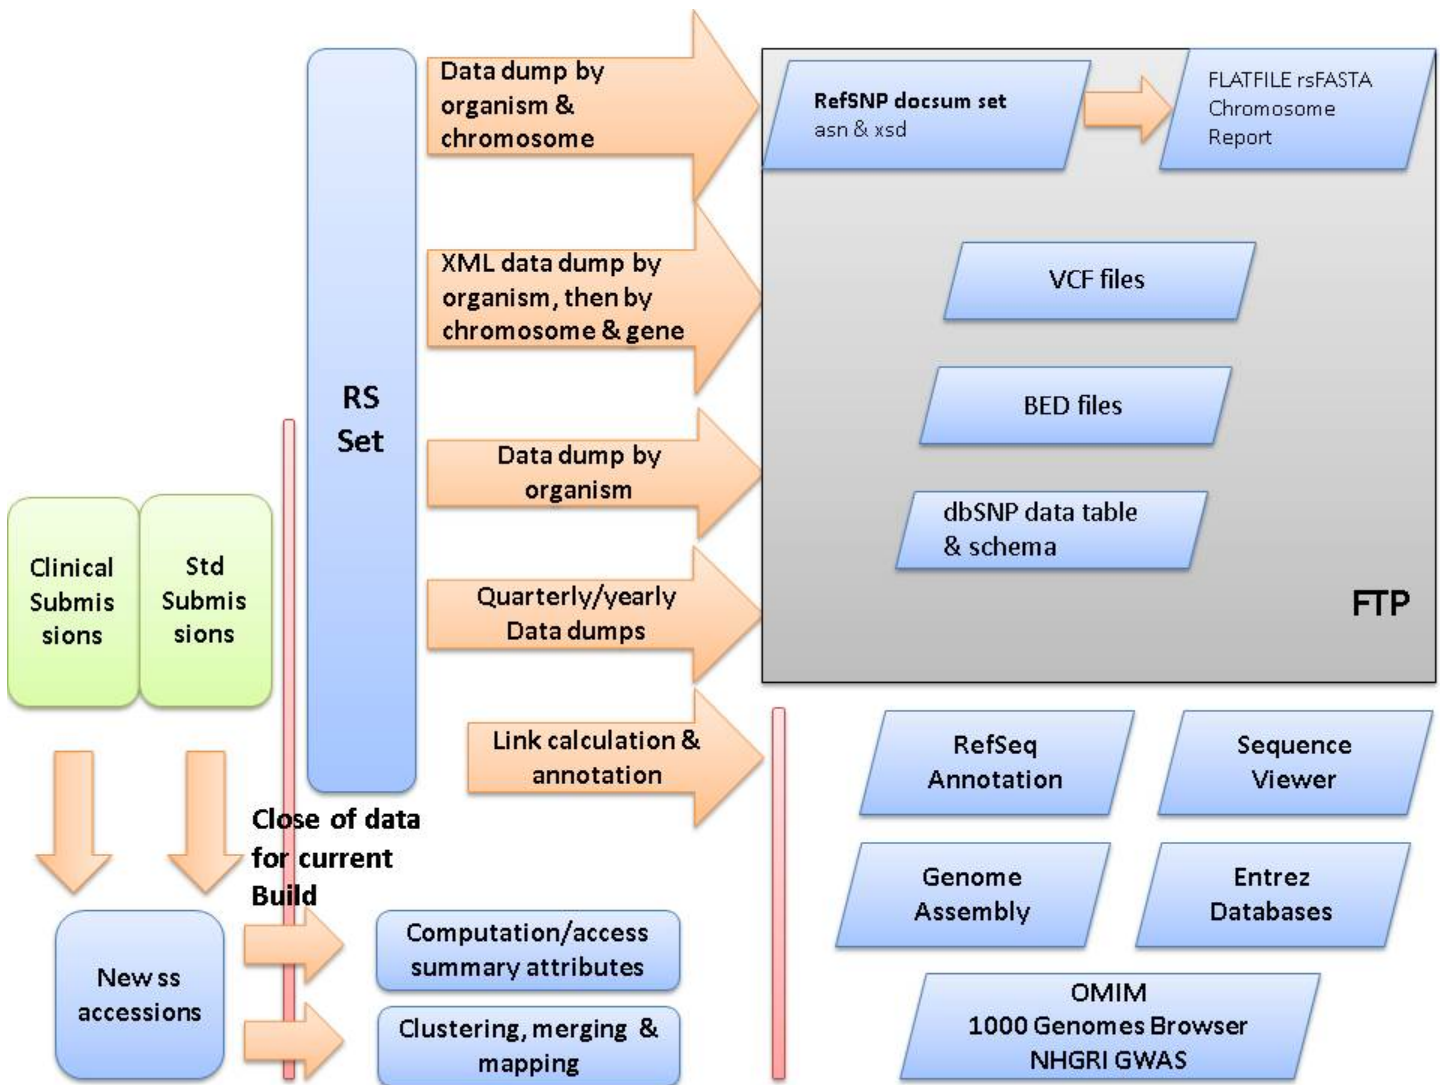 Data dump by
organism &
chromosome
RefSNP docsum set
asn & xsd
FLATFILE rsFASTA
Chromosome
Report
XML data dump by
organism, then by
chromosome & gene
VCF files
RS
Set
BED files
Data dump by
organism
dbSNP data table
& schema
Clinical
Submis
sions
Std
Submis
sions
Quarterly/yearly
Data dumps
FTP
Link calculation &
annotation
RefSeq
Annotation
Sequence
Viewer
Close of data
for current
Build
Genome
Assembly
Entrez
Databases
New ss
accessions
Computation/access
summary attributes
Clustering, merging &
mapping
OMIM
1000 Genomes Browser
NHGRI GWAS